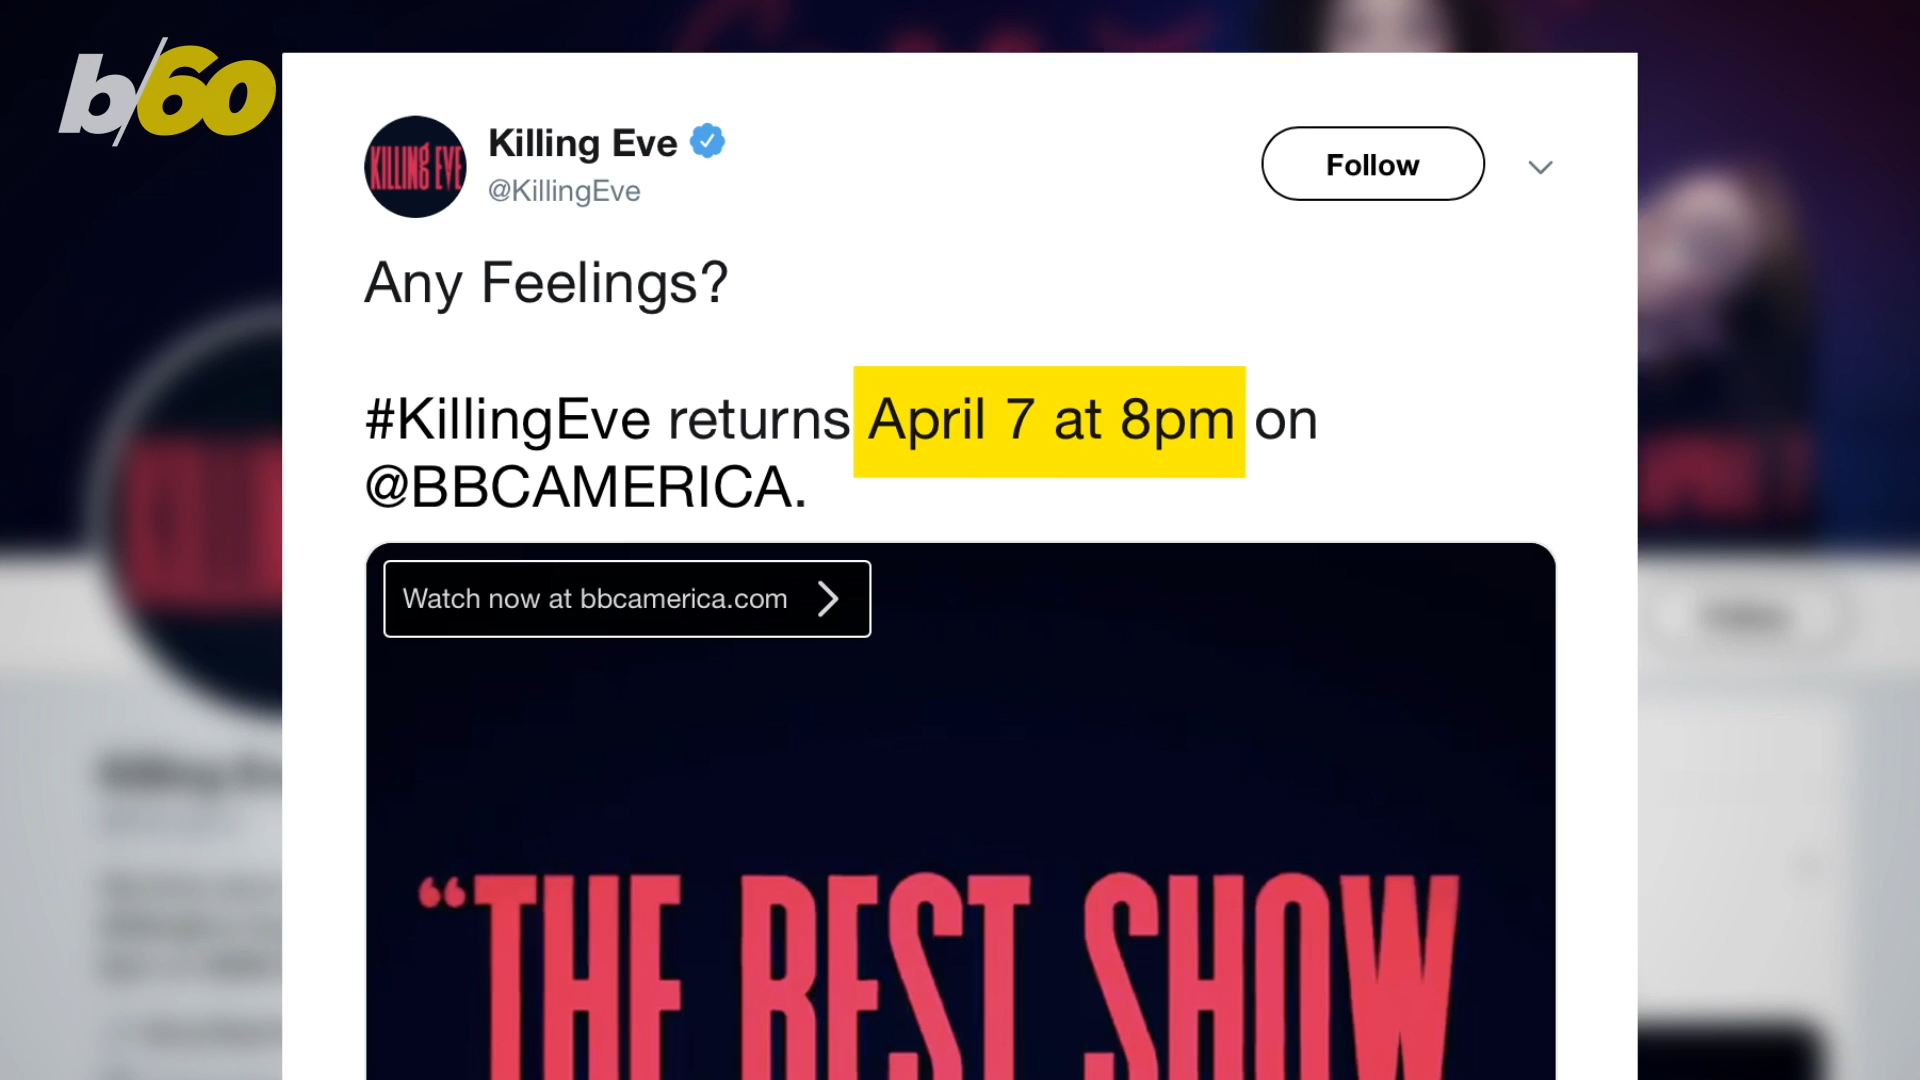 b/60
KILLING EVE
Killing Eve
@KillingEve
Follow
Any Feelings?
#KillingEve returns April 7 at 8pm on
@BBCAMERICA.
Watch now at bbcamerica.com
“THE BEST SHOW